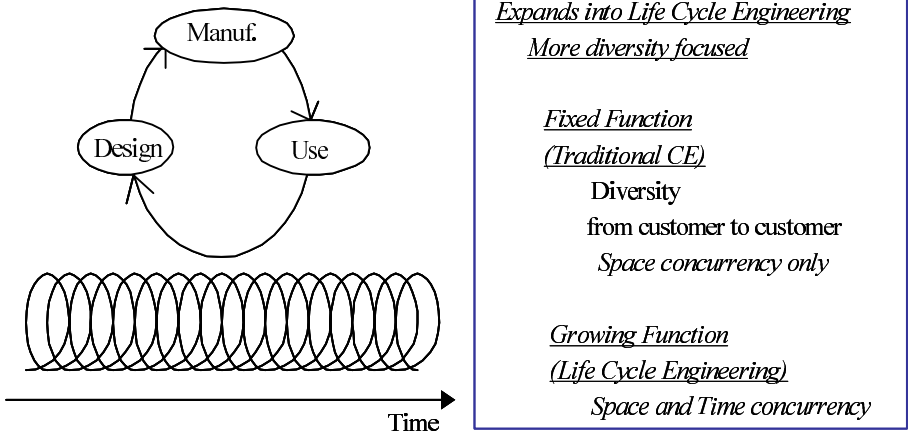 Manuf.
Design
Use
Time
Expands into Life Cycle Engineering
More diversity focused
Fixed Function
(Traditional CE)
Diversity
from customer to customer
Space concurrency only
Growing Function
(Life Cycle Engineering)
Space and Time concurrency